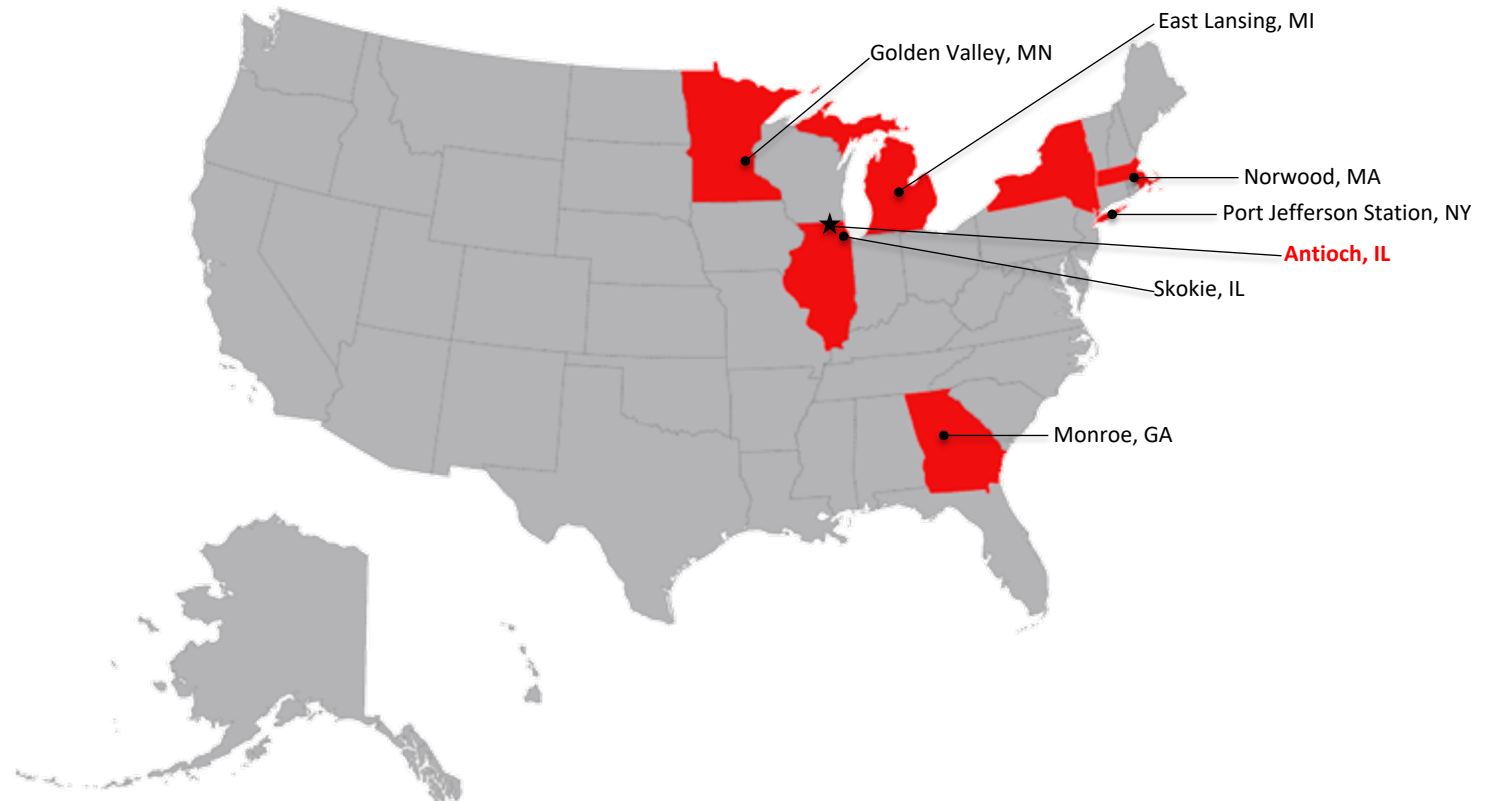 East Lansing, MI
Golden Valley, MN
Norwood, MA
Port Jefferson Station, NY
Antioch, IL
Skokie, IL
Monroe, GA